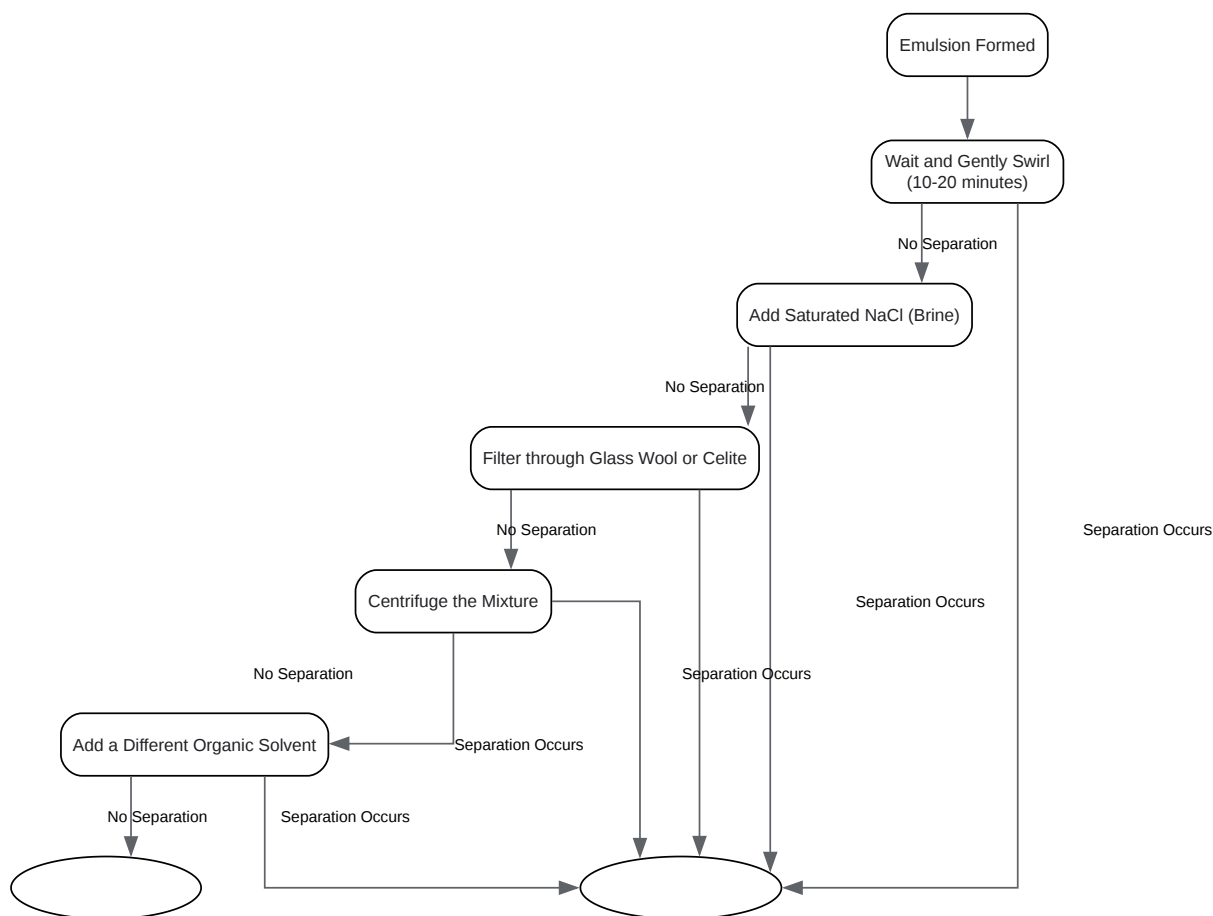 Emulsion Formed
Wait and Gently Swirl
(10-20 minutes)
No Separation
Add Saturated NaCl (Brine)
No Separation
Filter through Glass Wool or Celite
No Separation
Separation Occurs
Centrifuge the Mixture
Separation Occurs
No Separation
Separation Occurs
Add a Different Organic Solvent
Separation Occurs
No Separation
Separation Occurs